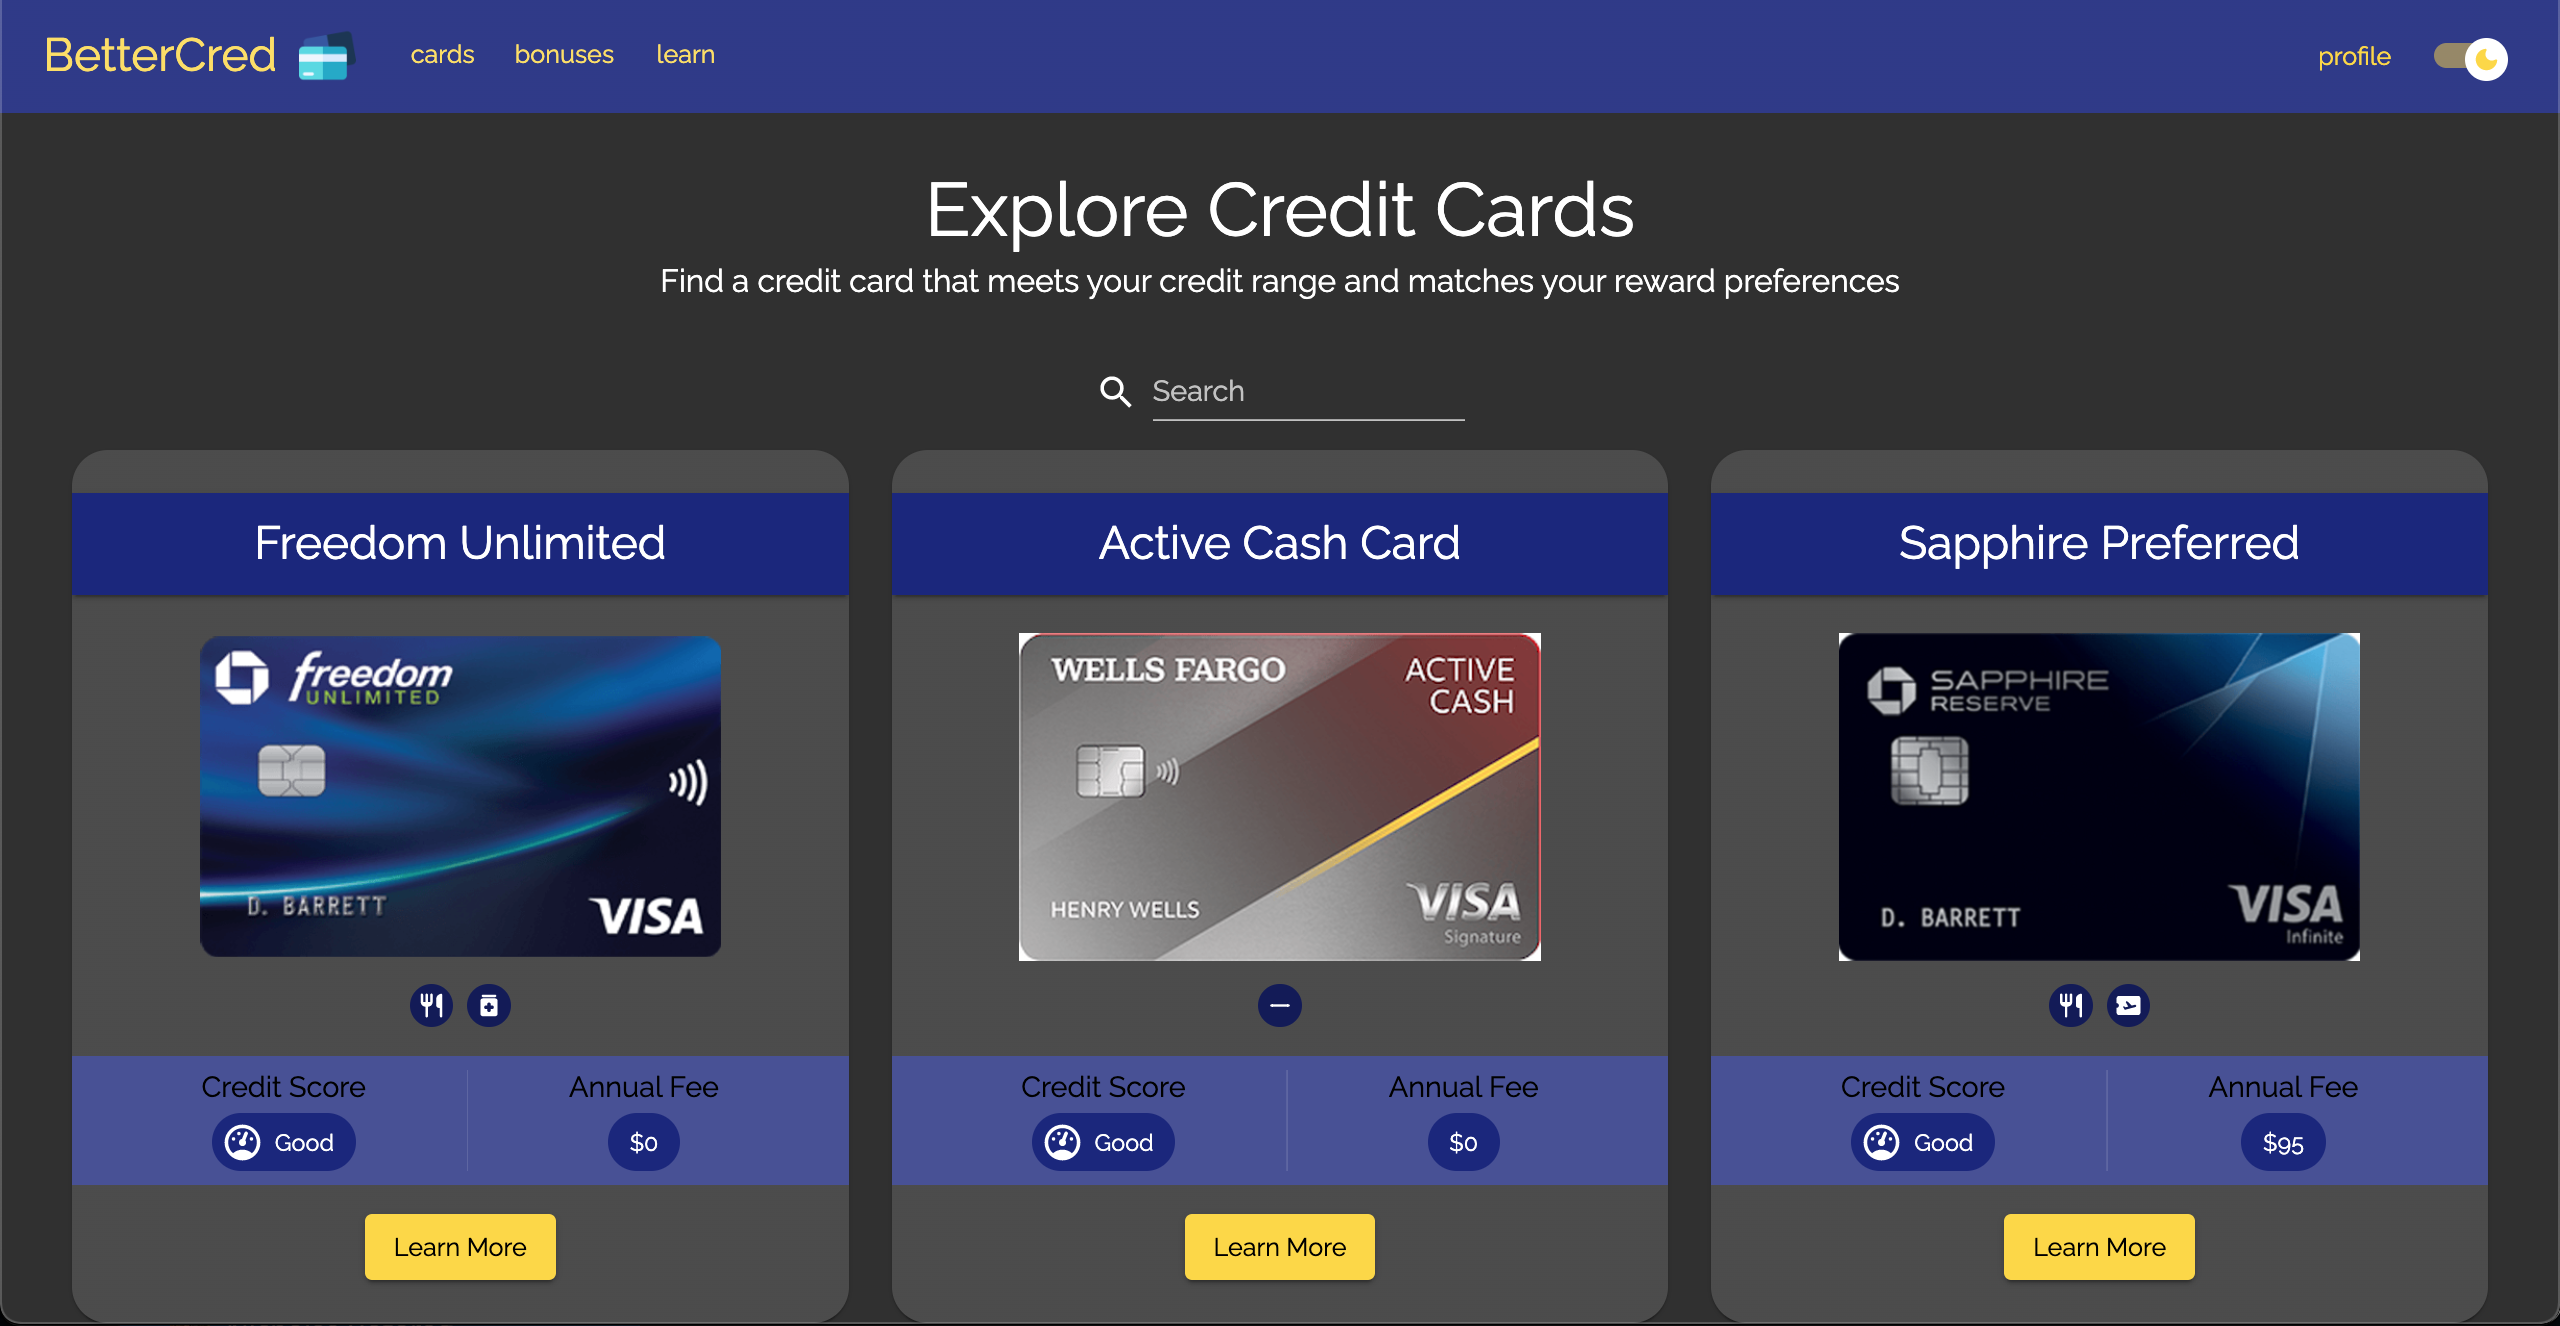 BetterCred
cards
bonuses
learn
profile
Explore Credit Cards
Find a credit card that meets your credit range and matches your reward preferences
Search
Freedom Unlimited
freedom
UNLIMITED
D. BARRETT
VISA
Credit Score
Good
Annual Fee
$0
Learn More
Active Cash Card
WELLS FARGO
ACTIVE
CASH
HENRY WELLS
VISA
Signature
Credit Score
Good
Annual Fee
$0
Learn More
Sapphire Preferred
SAPPHIRE
RESERVE
D. BARRETT
VISA
Infinite
Credit Score
Good
Annual Fee
$95
Learn More